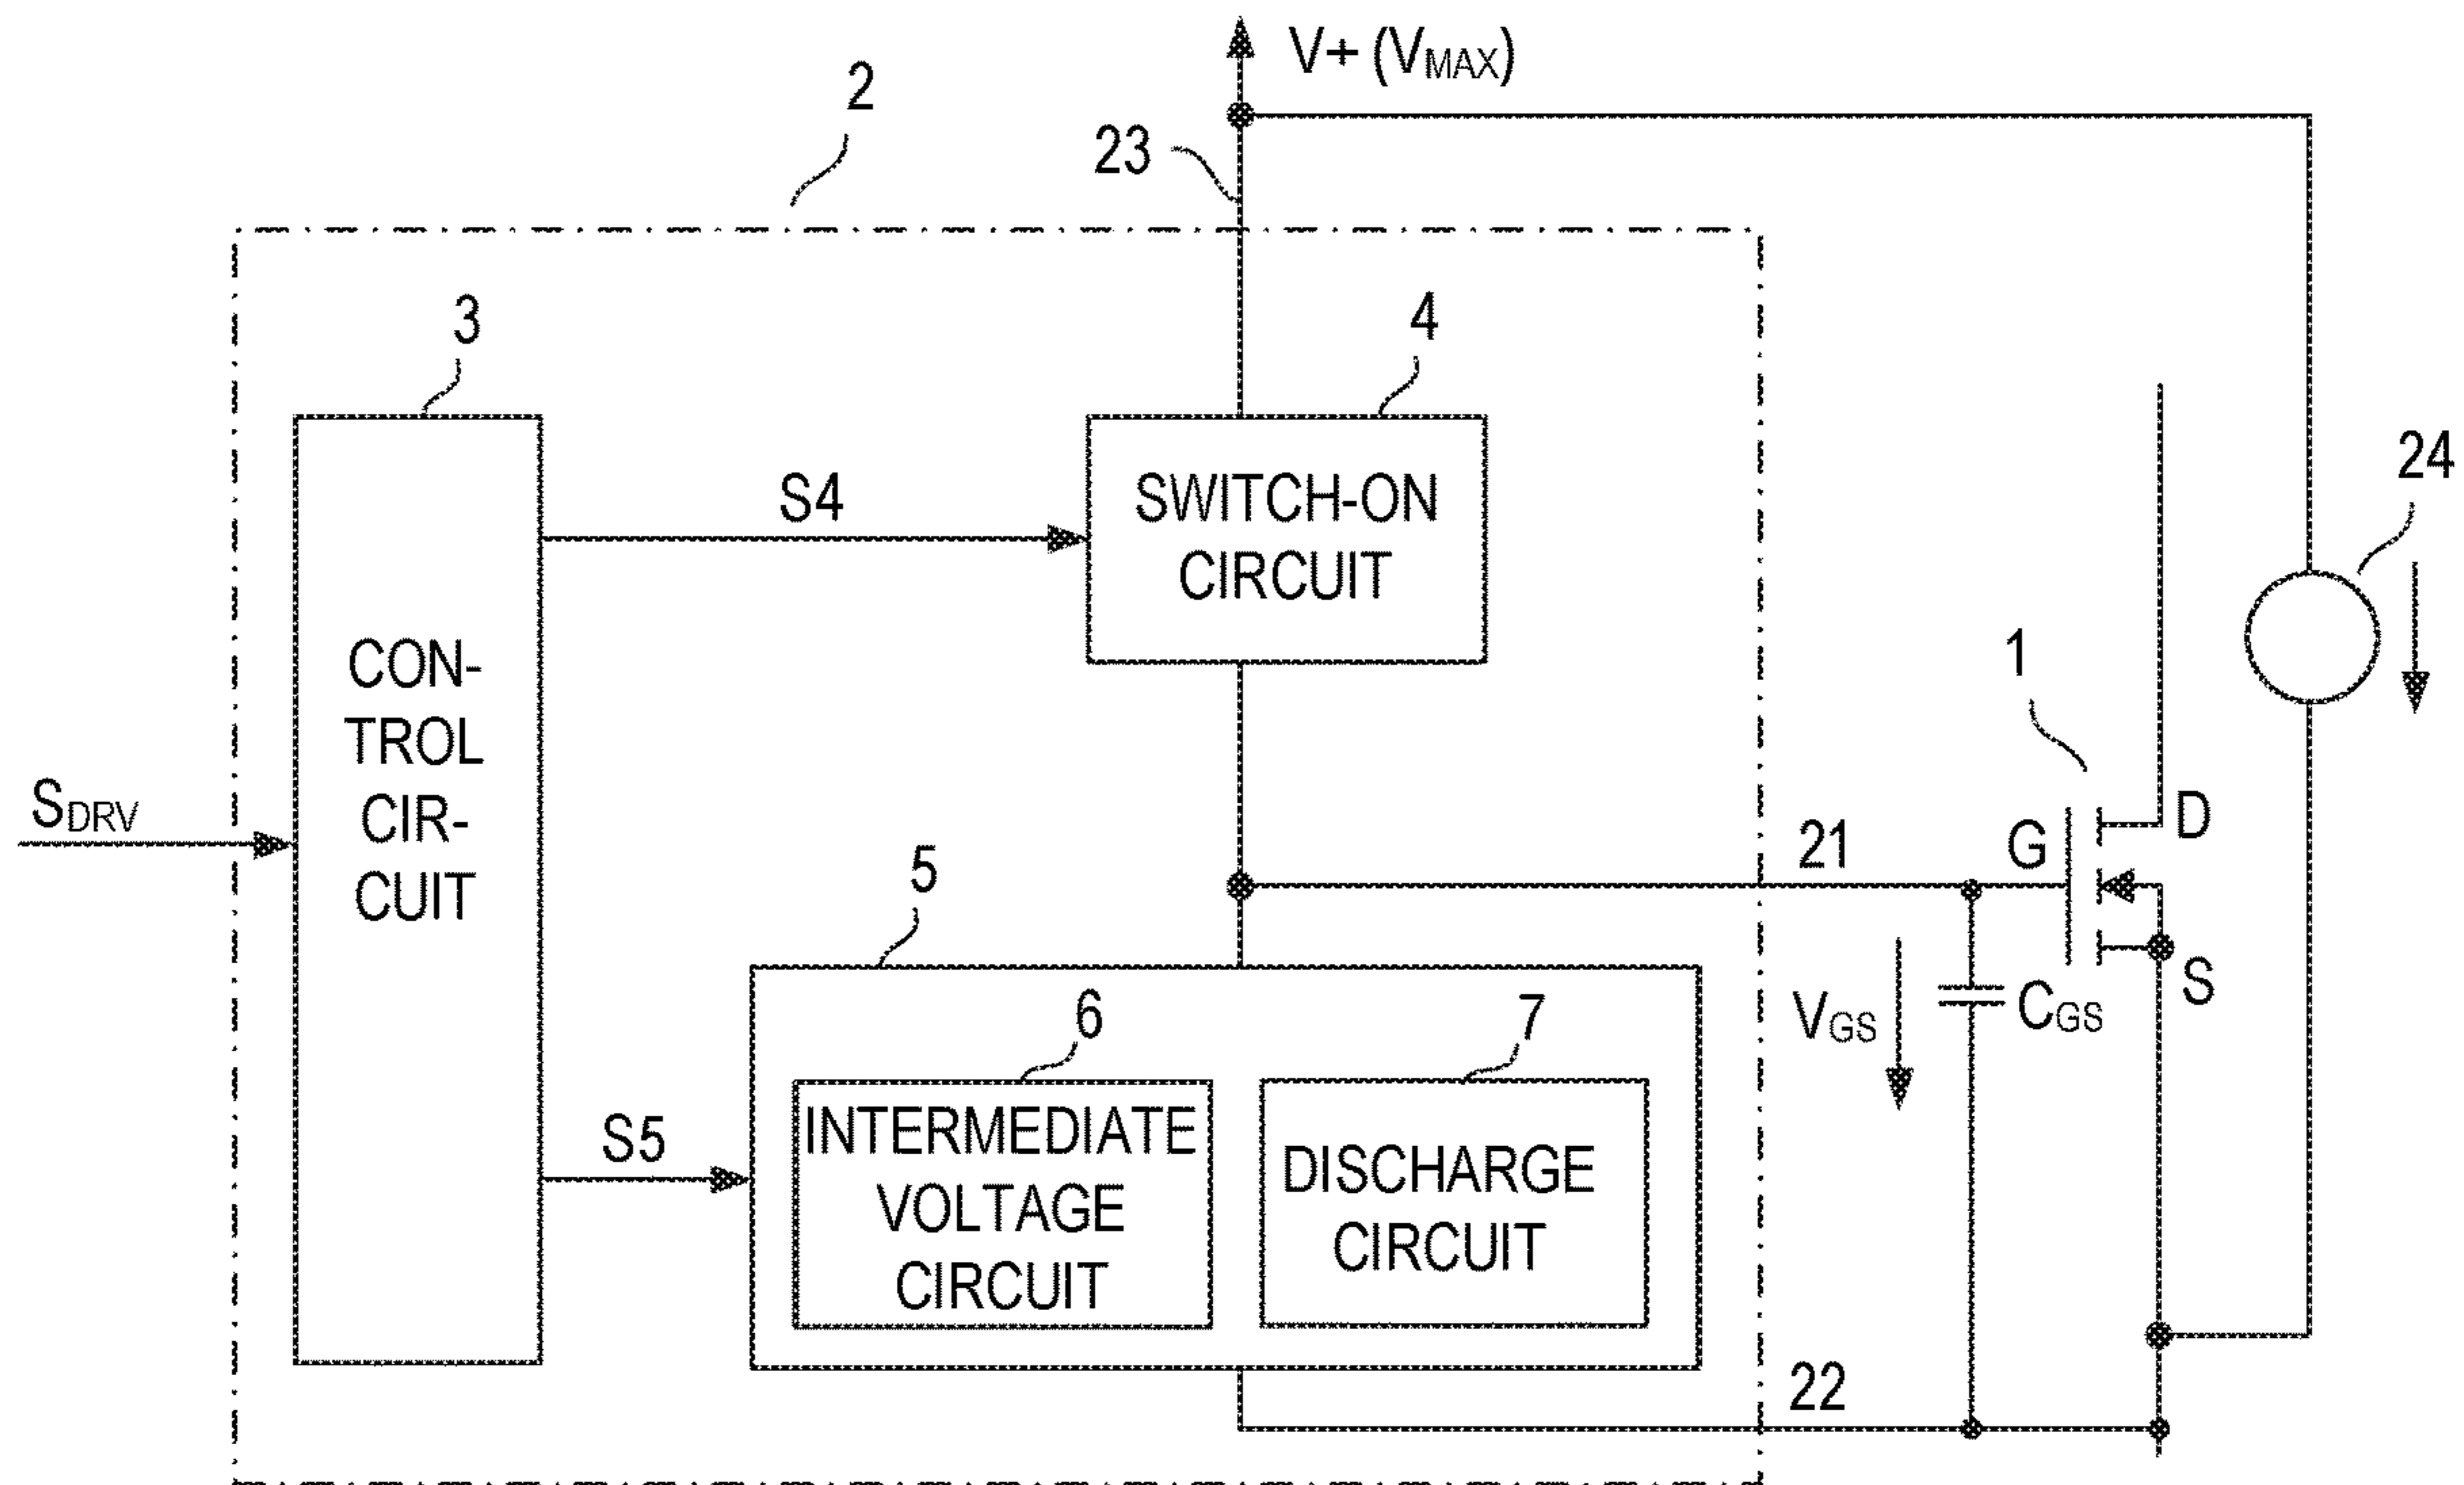 V+ (VMAX)
2
23
3
4
24
S4
SWITCH-ON
CIRCUIT
1
CON-
TROL
CIR-
CUIT
SDRV
D
G
21
5
S
6
7
VGS
CGS
S5
INTERMEDIATE
VOLTAGE
CIRCUIT
DISCHARGE
CIRCUIT
22